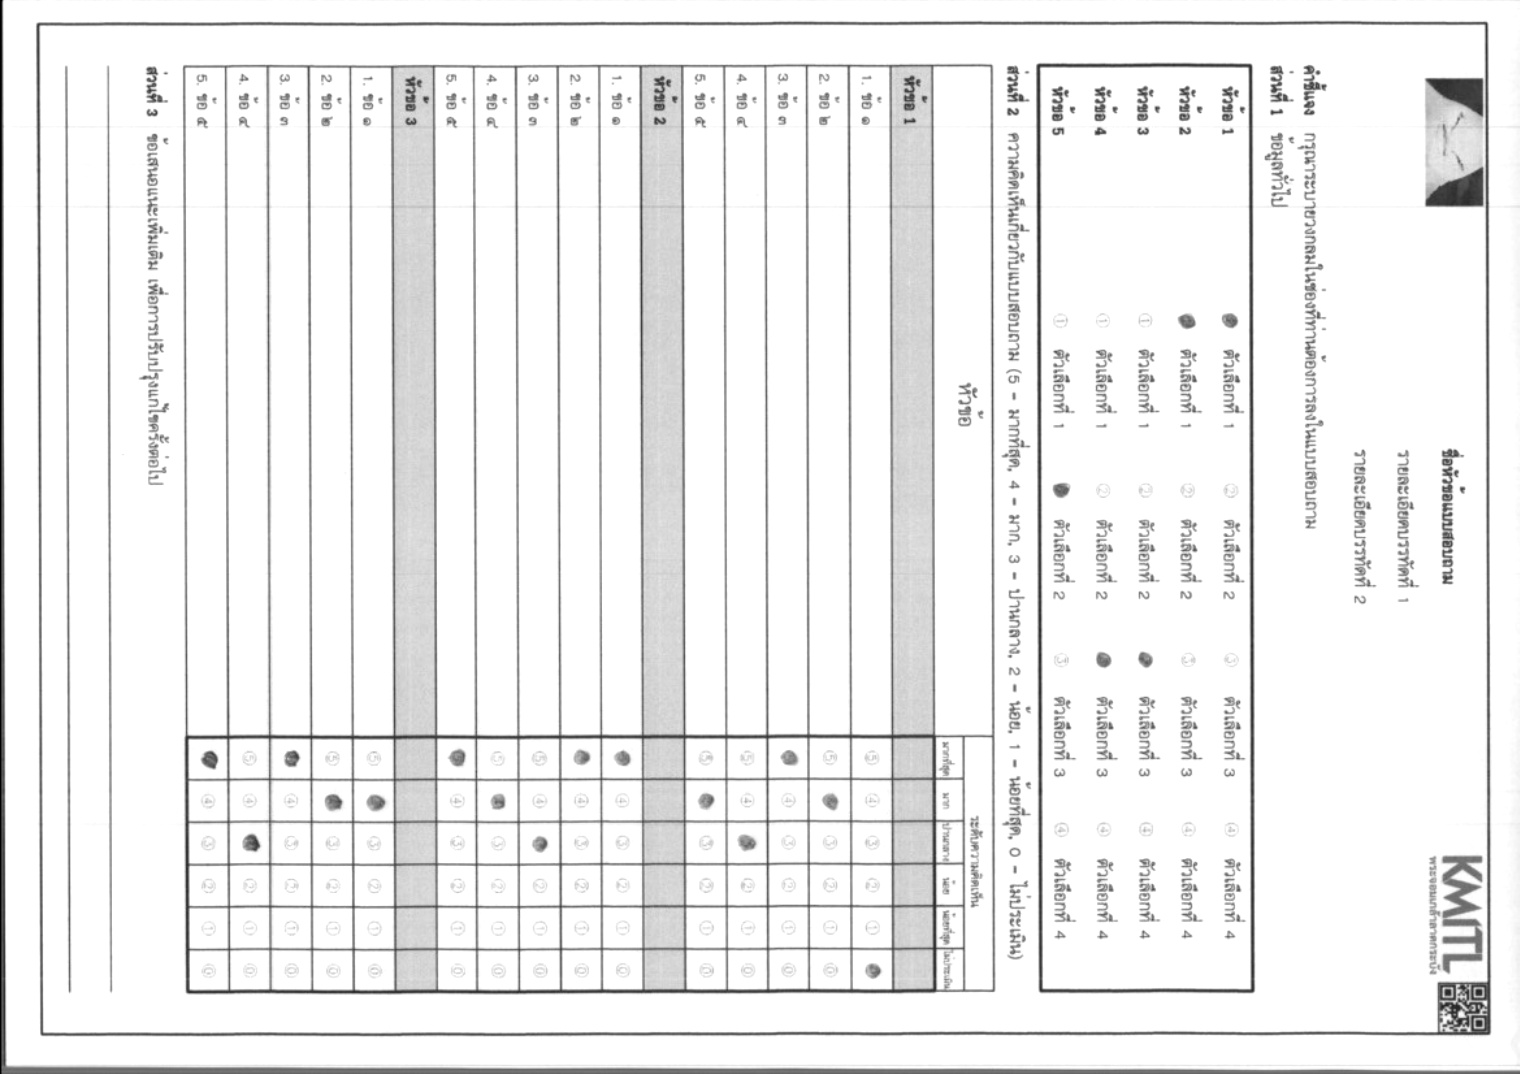 ชื่อหัวข้อแบบสอบถาม
รายละเอียดบรรทัดที่ 1
รายละเอียดบรรทัดที่ 2
KMITL
พระจอมเกล้าลาดกระบัง
คำชี้แจง กรุณาระบายวงกลมในช่องที่ท่านต้องการลงในแบบสอบถาม
ส่วนที่ 1 ข้อมูลทั่วไป
หัวข้อ 1 ตัวเลือกที่ 1 ② ตัวเลือกที่ 2 ③ ตัวเลือกที่ 3 ④ ตัวเลือกที่ 4
หัวข้อ 2 ตัวเลือกที่ 1 ② ตัวเลือกที่ 2 ③ ตัวเลือกที่ 3 ④ ตัวเลือกที่ 4
หัวข้อ 3 ① ตัวเลือกที่ 1 ② ตัวเลือกที่ 2 ตัวเลือกที่ 3 ④ ตัวเลือกที่ 4
หัวข้อ 4 ① ตัวเลือกที่ 1 ② ตัวเลือกที่ 2 ตัวเลือกที่ 3 ④ ตัวเลือกที่ 4
หัวข้อ 5 ① ตัวเลือกที่ 1 ตัวเลือกที่ 2 ③ ตัวเลือกที่ 3 ④ ตัวเลือกที่ 4
ส่วนที่ 2 ความคิดเห็นเกี่ยวกับแบบสอบถาม (5 - มากที่สุด, 4 - มาก, 3 - ปานกลาง, 2 - น้อย, 1 - น้อยที่สุด, 0 - ไม่ประเมิน)
หัวข้อ ระดับความคิดเห็น
มากที่สุด มาก ปานกลาง น้อย น้อยที่สุด ไม่ประเมิน
หัวข้อ 1
1. ข้อ ๑ ⑤ ④ ③ ② ①
2. ข้อ ๒ ⑤ ③ ② ① ⓪
3. ข้อ ๓ ④ ③ ② ① ⓪
4. ข้อ ๔ ⑤ ④ ② ① ⓪
5. ข้อ ๕ ⑤ ③ ② ① ⓪
หัวข้อ 2
1. ข้อ ๑ ④ ③ ② ① ⓪
2. ข้อ ๒ ④ ③ ② ① ⓪
3. ข้อ ๓ ⑤ ④ ② ① ⓪
4. ข้อ ๔ ⑤ ③ ② ① ⓪
5. ข้อ ๕ ④ ③ ② ① ⓪
หัวข้อ 3
1. ข้อ ๑ ⑤ ③ ② ① ⓪
2. ข้อ ๒ ⑤ ③ ② ① ⓪
3. ข้อ ๓ ④ ③ ② ① ⓪
4. ข้อ ๔ ⑤ ④ ② ① ⓪
5. ข้อ ๕ ④ ③ ② ① ⓪
ส่วนที่ 3 ข้อเสนอแนะเพิ่มเติม เพื่อการปรับปรุงแก้ไขครั้งต่อไป